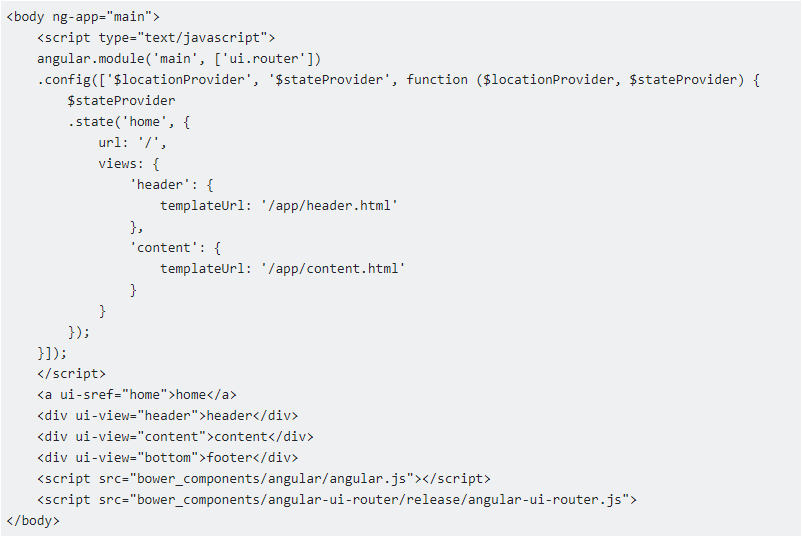 <body ng-app="main">
    <script type="text/javascript">
    angular.module('main', ['ui.router'])
    .config(['$locationProvider', '$stateProvider', function ($locationProvider, $stateProvider) {
        $stateProvider
        .state('home', {
            url: '/',
            views: {
                'header': {
                    templateUrl: '/app/header.html'
                },
                'content': {
                    templateUrl: '/app/content.html'
                }
            }
        });
    }]);
    </script>
    <a ui-sref="home">home</a>
    <div ui-view="header">header</div>
    <div ui-view="content">content</div>
    <div ui-view="bottom">footer</div>
    <script src="bower_components/angular/angular.js"></script>
    <script src="bower_components/angular-ui-router/release/angular-ui-router.js">
</body>